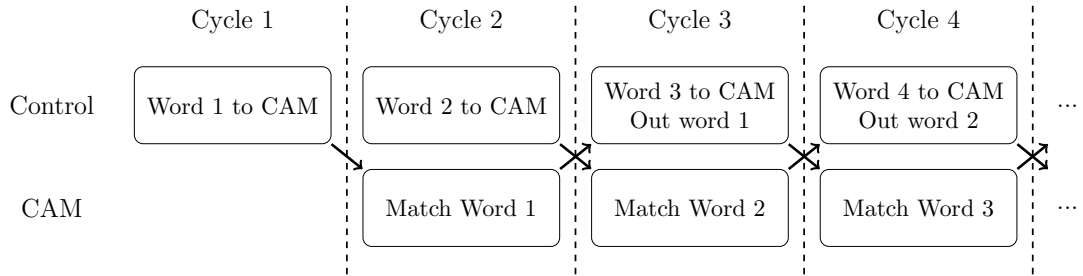 Cycle 1 Cycle 2 Cycle 3 Cycle 4
Control
Word 1 to CAM
Word 2 to CAM
Word 3 to CAM
Out word 1
Word 4 to CAM
Out word 2
...
CAM
Match Word 1
Match Word 2
Match Word 3
...